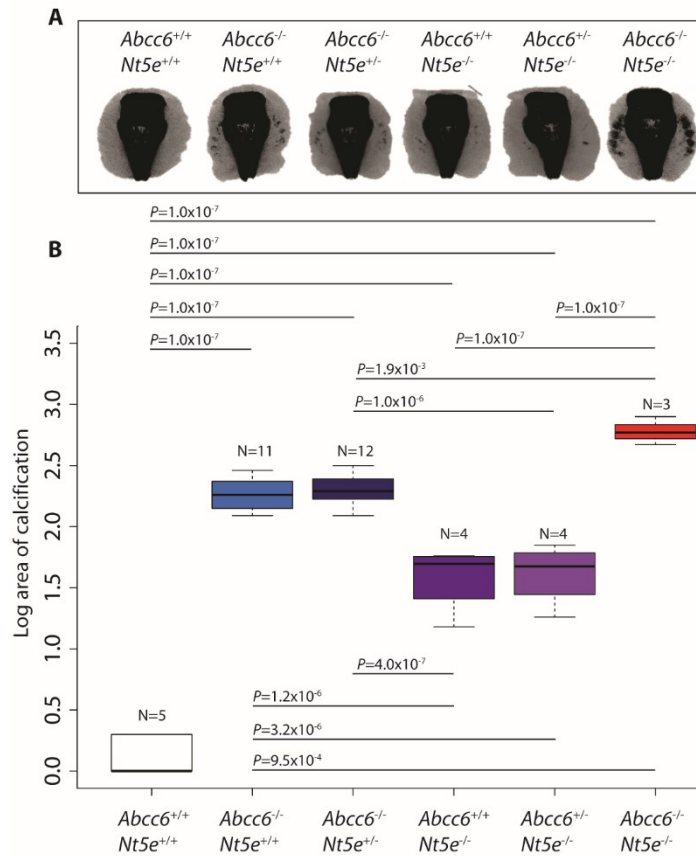 A
Abcc6+/+ Abcc6-/- Abcc6-/- Abcc6+/+ Abcc6+/- Abcc6-/-
Nt5e+/+ Nt5e+/+ Nt5e+/- Nt5e-/- Nt5e-/- Nt5e-/-
P=1.0x10-7
P=1.0x10-7
B
P=1.0x10-7
P=1.0x10-7 P=1.0x10-7
P=1.0x10-7 P=1.0x10-7
P=1.9x10-3
P=1.0x10-6
N=3
N=11 N=12
N=4 N=4
P=4.0x10-7
P=1.2x10-6
N=5
P=3.2x10-6
P=9.5x10-4
Log area of calcification
3.5
3.0
2.5
2.0
1.5
1.0
0.5
0.0
Abcc6+/+ Abcc6-/- Abcc6-/- Abcc6+/+ Abcc6+/- Abcc6-/-
Nt5e+/+ Nt5e+/+ Nt5e+/- Nt5e-/- Nt5e-/- Nt5e-/-